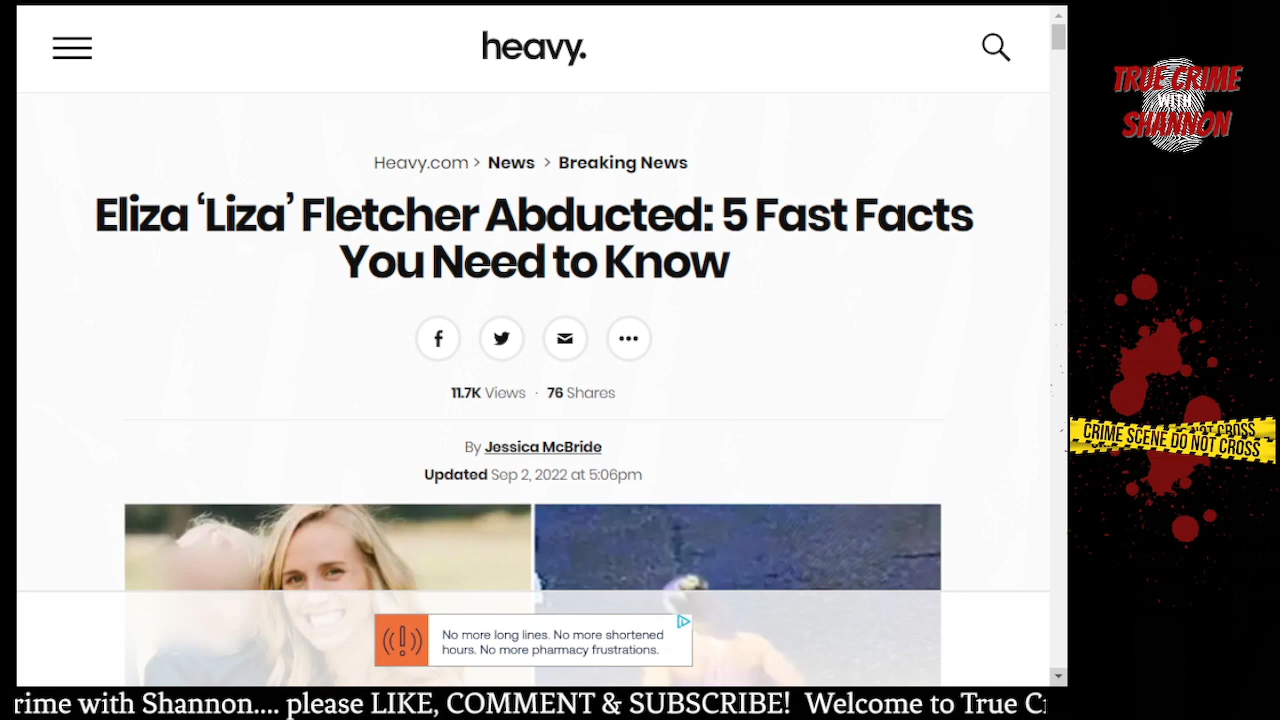 heavy.
Heavy.com > News > Breaking News
Eliza ‘Liza’ Fletcher Abducted: 5 Fast Facts
You Need to Know
11.7K Views · 76 Shares
By Jessica McBride
Updated Sep 2, 2022 at 5:06pm
No more long lines. No more shortened
hours. No more pharmacy frustrations.
TRUE CRIME
WITH
SHANNON
NOT CROSS
CRIME SCENE DO NOT CROSS
rime with Shannon.... please LIKE, COMMENT & SUBSCRIBE! Welcome to True Cr